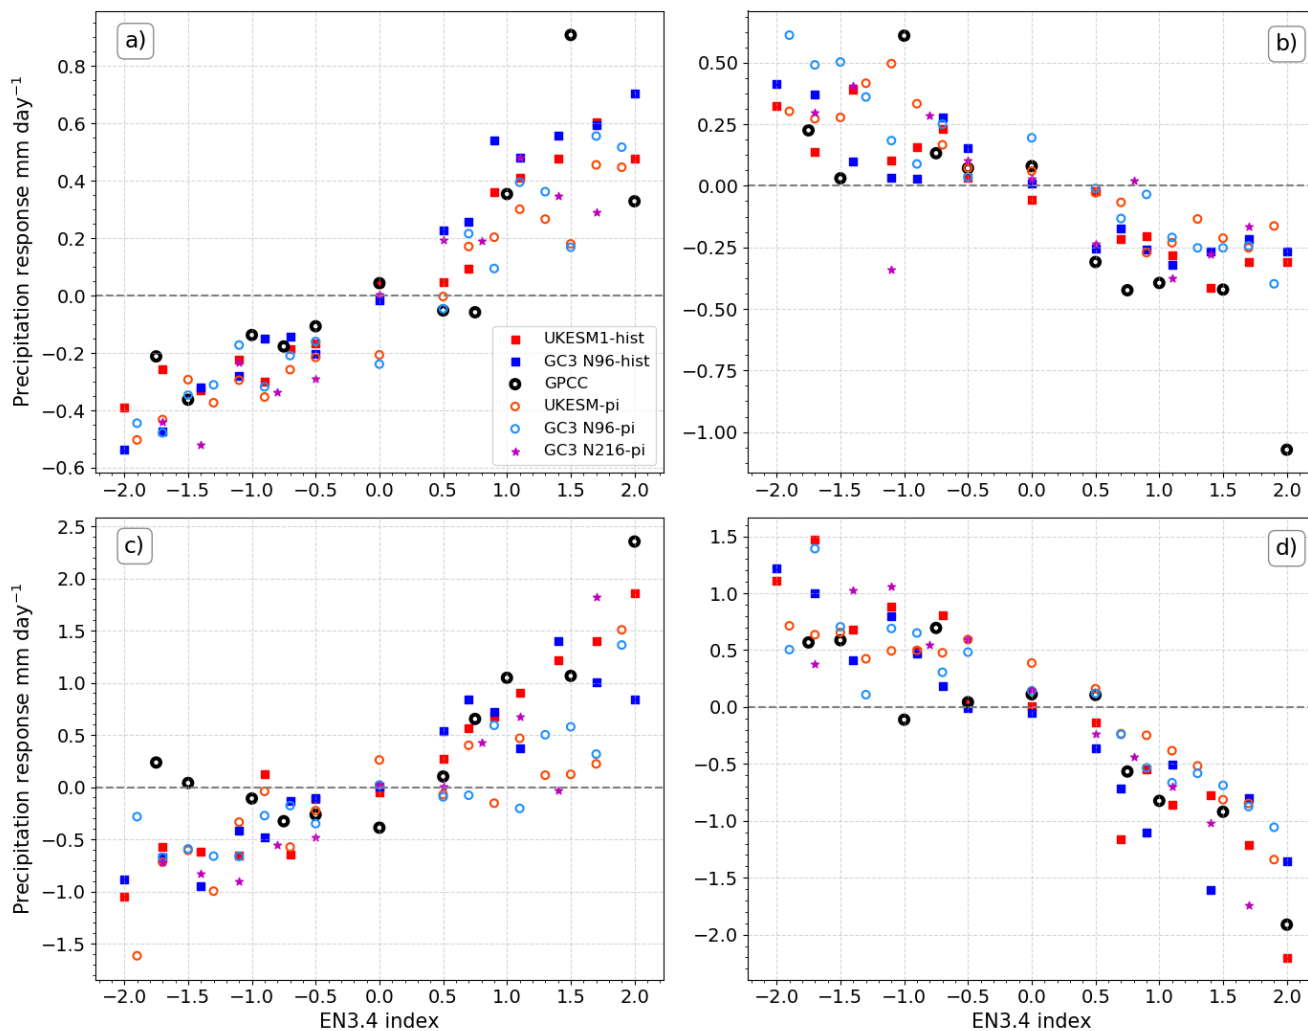 a)
b)
0.8
0.6
0.4
0.2
0.0
−0.2
−0.4
−0.6
Precipitation response mm day⁻¹
UKESM1-hist
GC3 N96-hist
GPCC
UKESM-pi
GC3 N96-pi
GC3 N216-pi
−2.0 −1.5 −1.0 −0.5 0.0 0.5 1.0 1.5 2.0
0.50
0.25
0.00
−0.25
−0.50
−0.75
−1.00
−2.0 −1.5 −1.0 −0.5 0.0 0.5 1.0 1.5 2.0
c)
d)
2.5
2.0
1.5
1.0
0.5
0.0
−0.5
−1.0
−1.5
Precipitation response mm day⁻¹
−2.0 −1.5 −1.0 −0.5 0.0 0.5 1.0 1.5 2.0
EN3.4 index
1.5
1.0
0.5
0.0
−0.5
−1.0
−1.5
−2.0
−2.0 −1.5 −1.0 −0.5 0.0 0.5 1.0 1.5 2.0
EN3.4 index